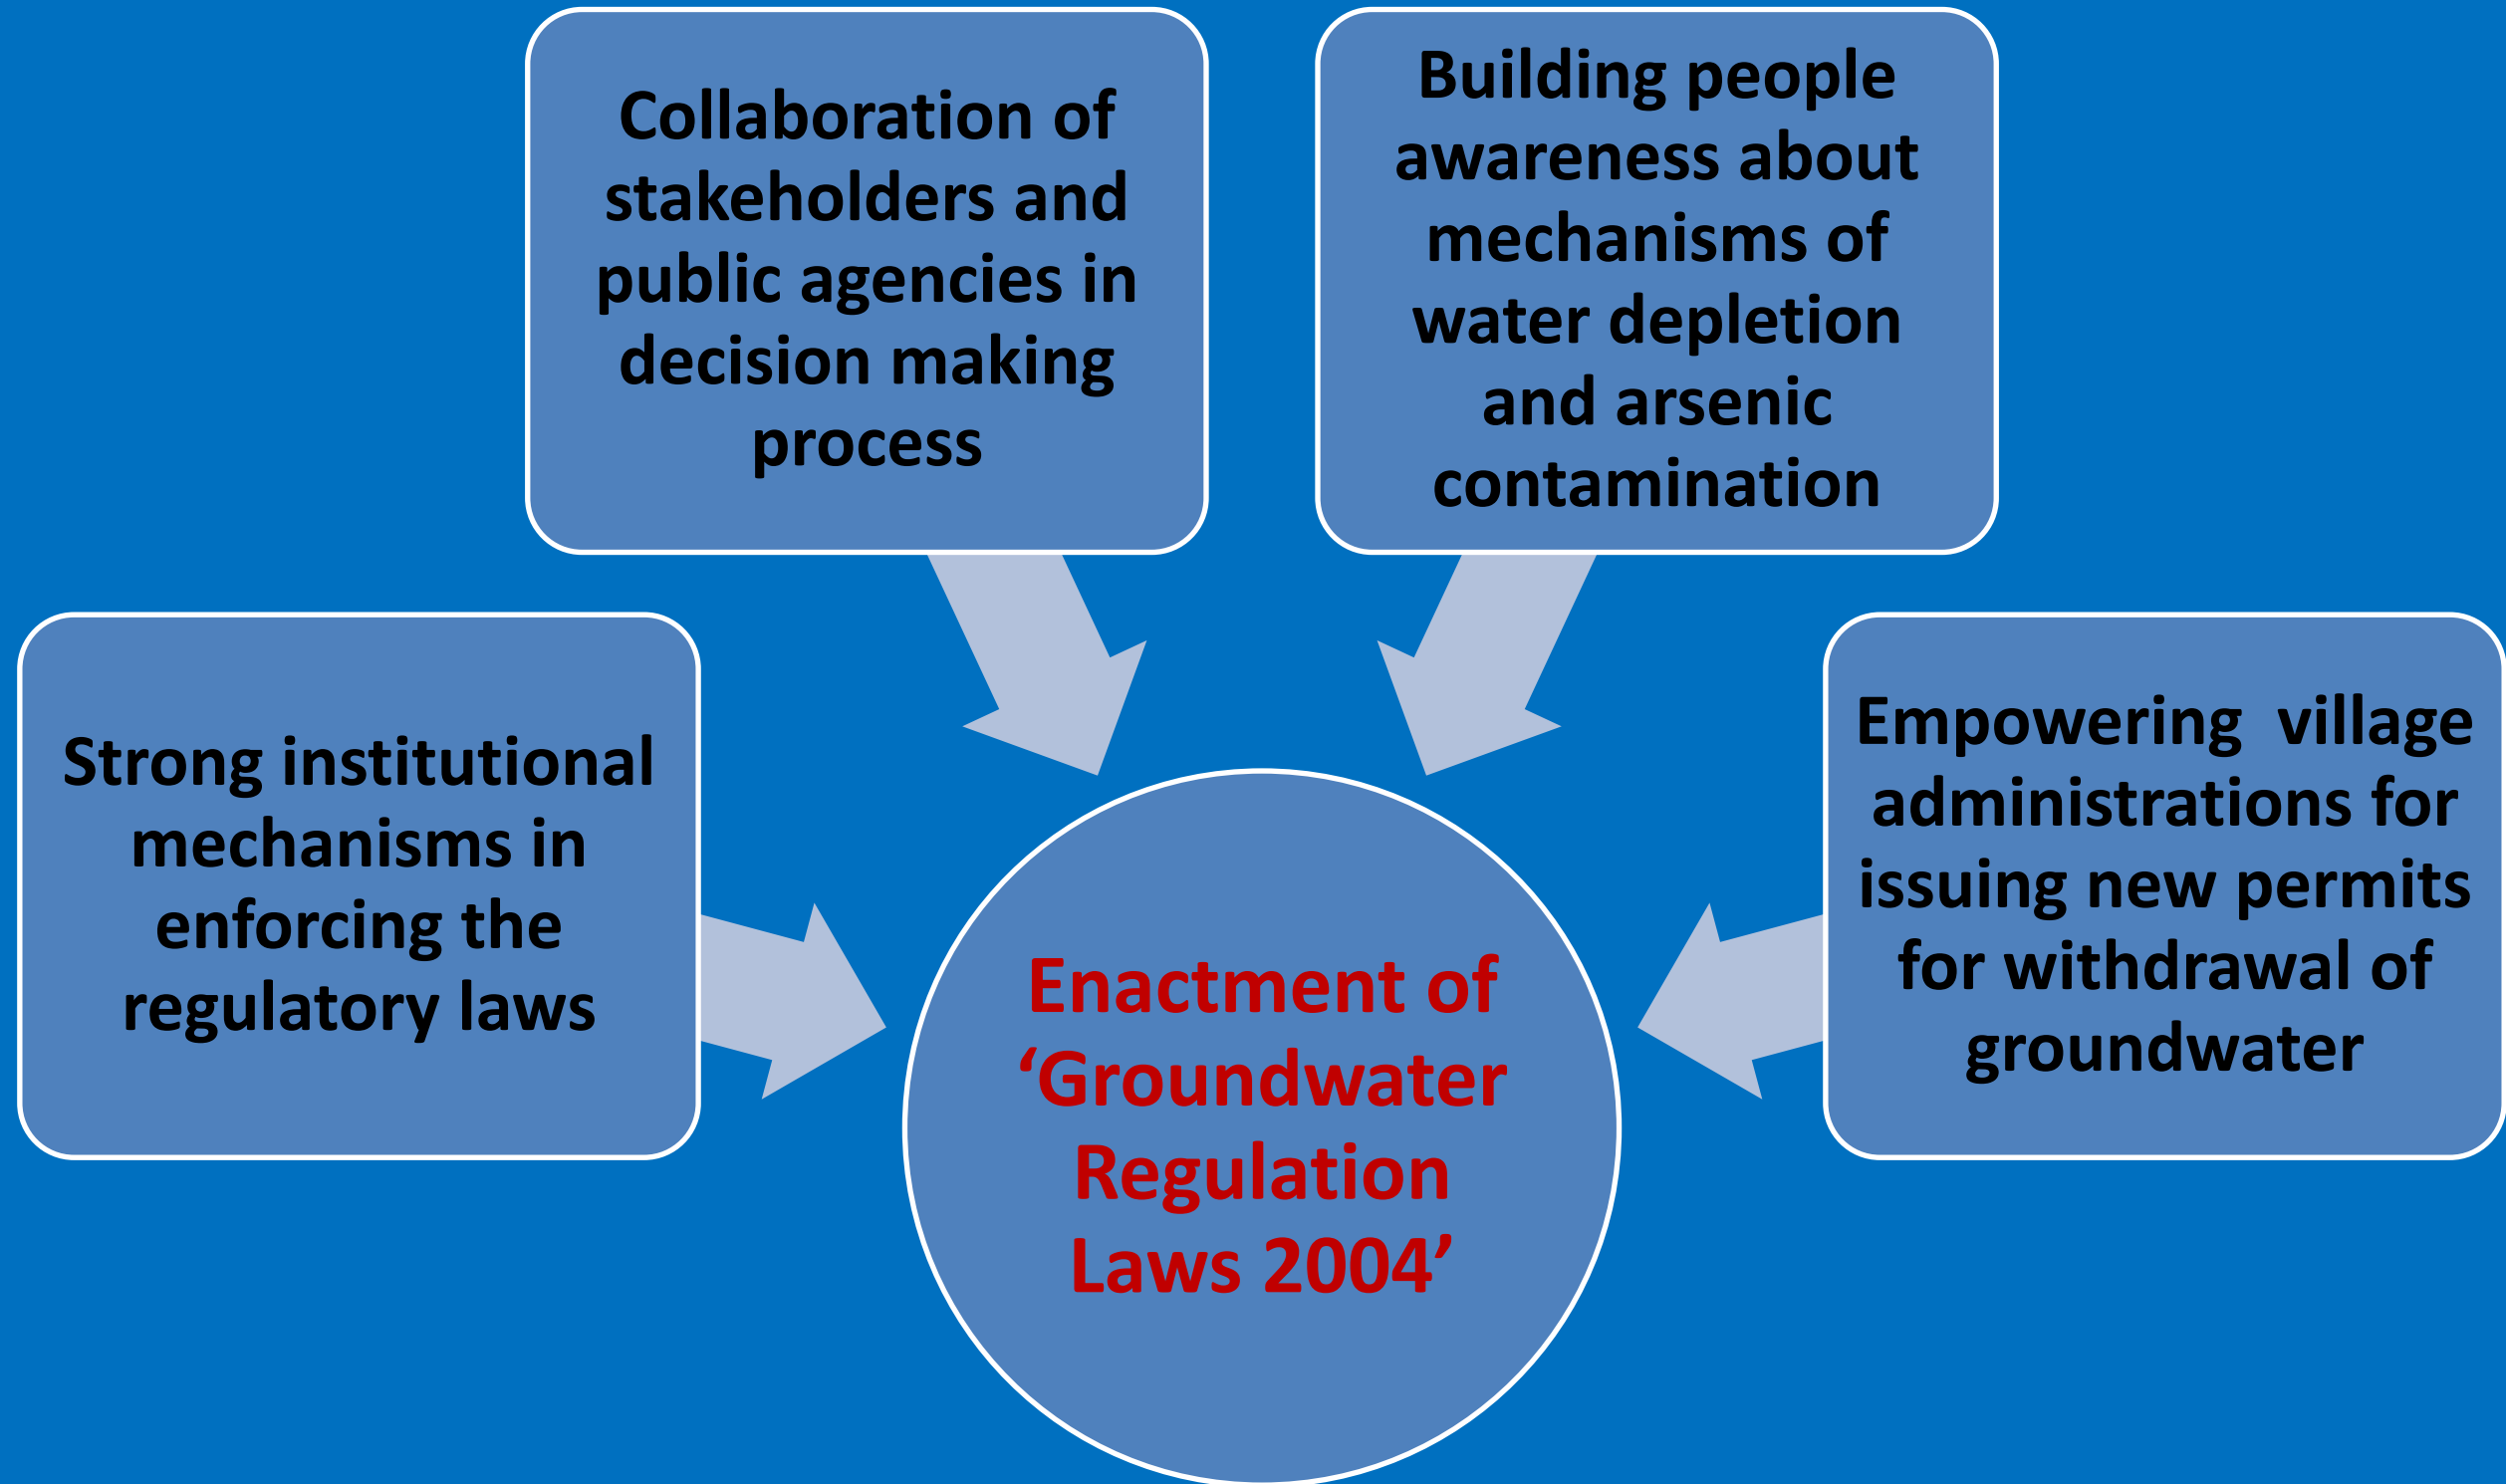 Collaboration of
stakeholders and
public agencies in
decision making
process
Building people
awareness about
mechanisms of
water depletion
and arsenic
contamination
Strong institutional
mechanisms in
enforcing the
regulatory laws
Empowering  village
administrations for
issuing new permits
for withdrawal of
groundwater
Enactment of
‘Groundwater
Regulation
Laws 2004’